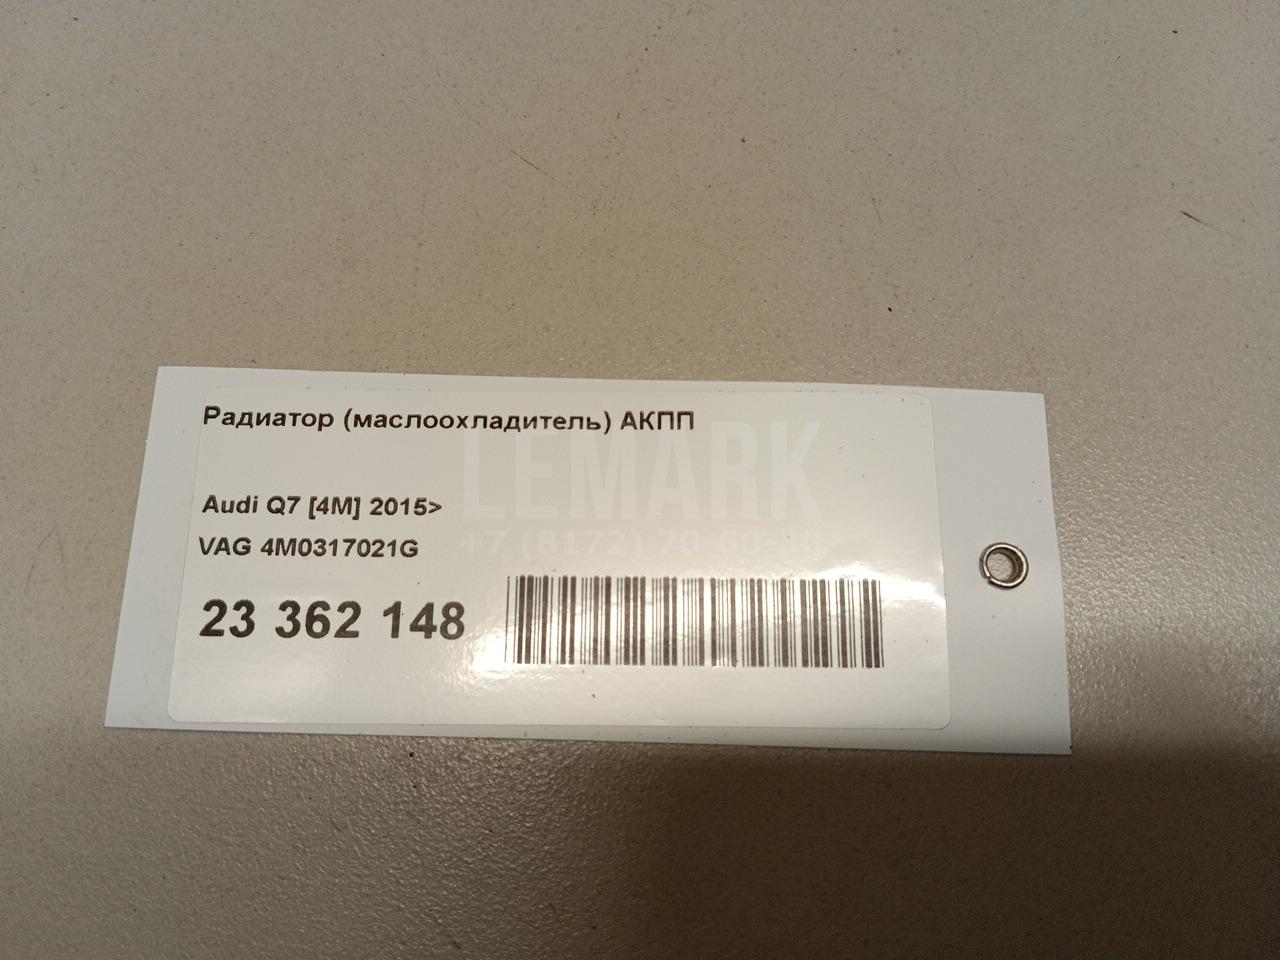 Радиатор (маслоохладитель) АКПП
LEMARK
Audi Q7 [4M] 2015>
VAG 4M0317021G
23 362 148